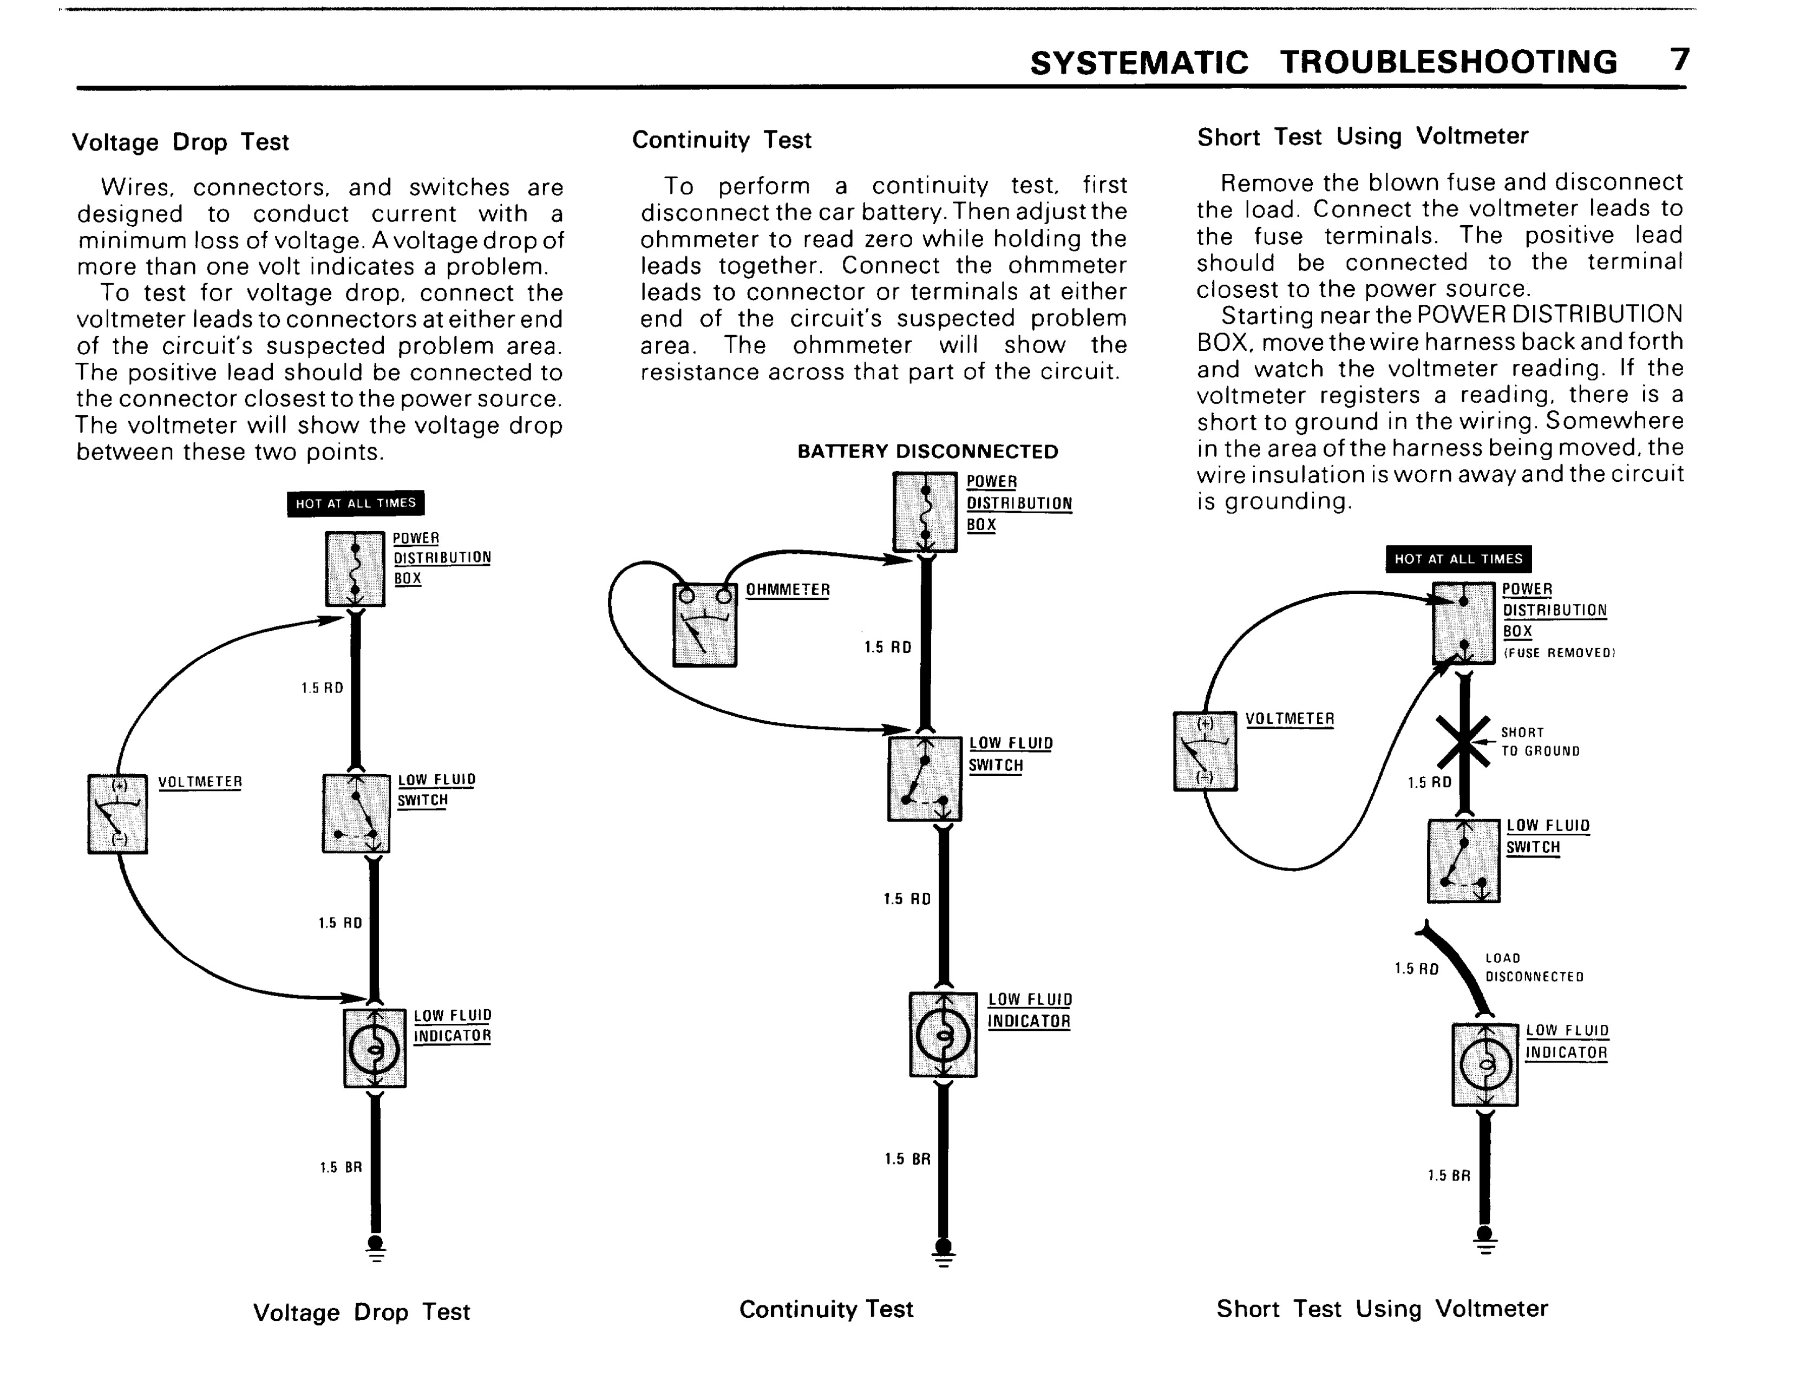 SYSTEMATIC TROUBLESHOOTING 7
Voltage Drop Test
Wires, connectors, and switches are
designed to conduct current with a
minimum loss of voltage. A voltage drop of
more than one volt indicates a problem.
To test for voltage drop, connect the
voltmeter leads to connectors at either end
of the circuit's suspected problem area.
The positive lead should be connected to
the connector closest to the power source.
The voltmeter will show the voltage drop
between these two points.
HOT AT ALL TIMES
POWER
DISTRIBUTION
BOX
1.5 RD
(+)
VOLTMETER
(-)
LOW FLUID
SWITCH
1.5 RD
LOW FLUID
INDICATOR
1.5 BR
Voltage Drop Test
Continuity Test
To perform a continuity test, first
disconnect the car battery. Then adjust the
ohmmeter to read zero while holding the
leads together. Connect the ohmmeter
leads to connector or terminals at either
end of the circuit's suspected problem
area. The ohmmeter will show the
resistance across that part of the circuit.
BATTERY DISCONNECTED
POWER
DISTRIBUTION
BOX
OHMMETER
1.5 RD
LOW FLUID
SWITCH
1.5 RD
LOW FLUID
INDICATOR
1.5 BR
Continuity Test
Short Test Using Voltmeter
Remove the blown fuse and disconnect
the load. Connect the voltmeter leads to
the fuse terminals. The positive lead
should be connected to the terminal
closest to the power source.
Starting near the POWER DISTRIBUTION
BOX, move the wire harness back and forth
and watch the voltmeter reading. If the
voltmeter registers a reading, there is a
short to ground in the wiring. Somewhere
in the area of the harness being moved, the
wire insulation is worn away and the circuit
is grounding.
HOT AT ALL TIMES
POWER
DISTRIBUTION
BOX
(FUSE REMOVED)
(+)
VOLTMETER
(-)
SHORT
TO GROUND
1.5 RD
LOW FLUID
SWITCH
1.5 RD
LOAD
DISCONNECTED
LOW FLUID
INDICATOR
1.5 BR
Short Test Using Voltmeter